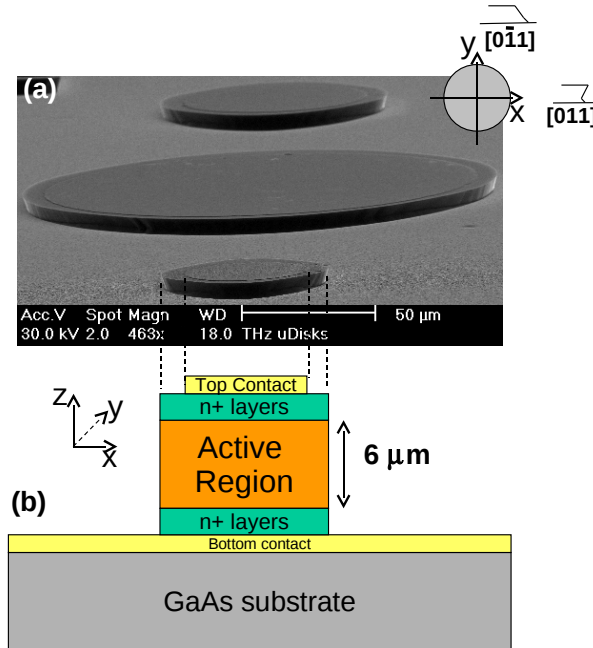 (a)
y
[01̅1]
x
[011]
Acc.V Spot Magn WD 50 µm
30.0 kV 2.0 463x 18.0 THz uDisks
Top Contact
n+ layers
z
y
x
Active
Region
6 µm
(b)
n+ layers
Bottom contact
GaAs substrate